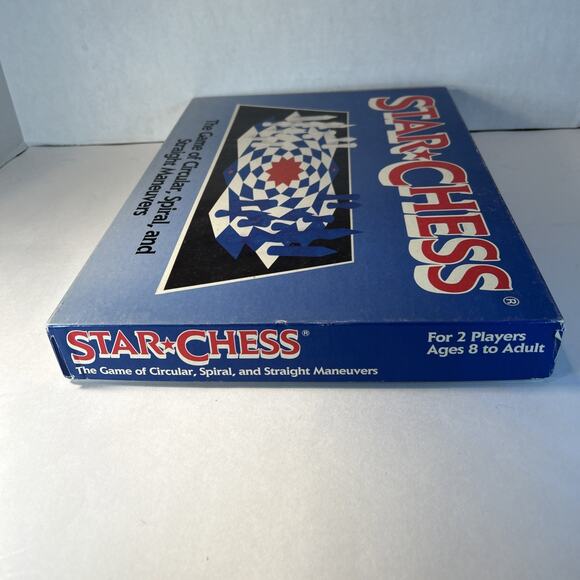 STAR★CHESS®
The Game of Circular, Spiral, and
Straight Maneuvers
STAR★CHESS®
The Game of Circular, Spiral, and Straight Maneuvers
For 2 Players
Ages 8 to Adult